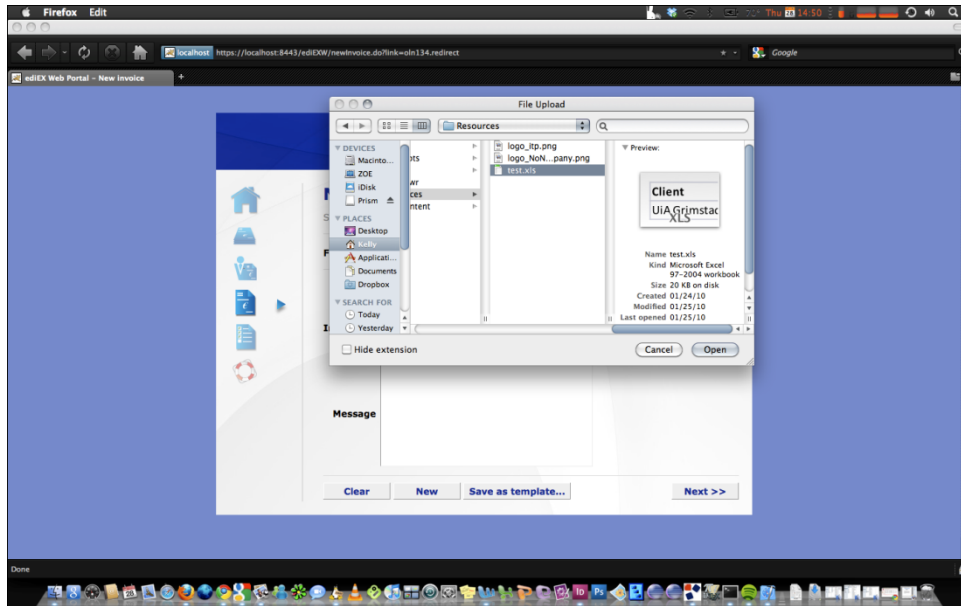 Firefox Edit
Thu 28 14:50
localhost https://localhost:8443/ediEXW/newInvoice.do?link=oln134.redirect
Google
ediEX Web Portal – New invoice
+
File Upload
Resources
DEVICES
Macinto...
ZOE
iDisk
Prism
PLACES
Desktop
Kelly
Applicati...
Documents
Dropbox
SEARCH FOR
Today
Yesterday
logo_itp.png
logo_NoN...pany.png
test.xls
Preview:
Client
UiA Grimstad
XLS
Name test.xls
Kind Microsoft Excel
97-2004 workbook
Size 20 KB on disk
Created 01/24/10
Modified 01/25/10
Last opened 01/25/10
Hide extension
Cancel
Open
Message
Clear
New
Save as template...
Next >>
Done